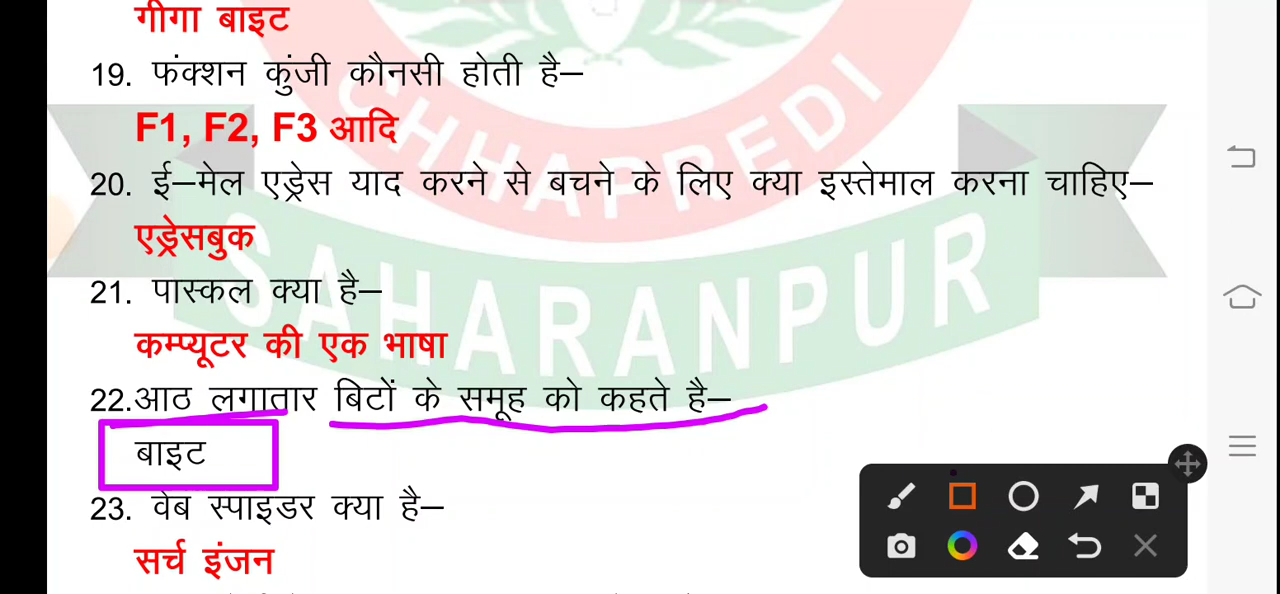 गीगा बाइट
19. फंक्शन कुंजी कौनसी होती है–
F1, F2, F3 आदि
20. ई–मेल एड्रेस याद करने से बचने के लिए क्या इस्तेमाल करना चाहिए–
एड्रेसबुक
21. पास्कल क्या है–
कम्प्यूटर की एक भाषा
22.आठ लगातार बिटों के समूह को कहते है–
बाइट
23. वेब स्पाइडर क्या है–
सर्च इंजन
CHHAPREDI
SAHARANPUR